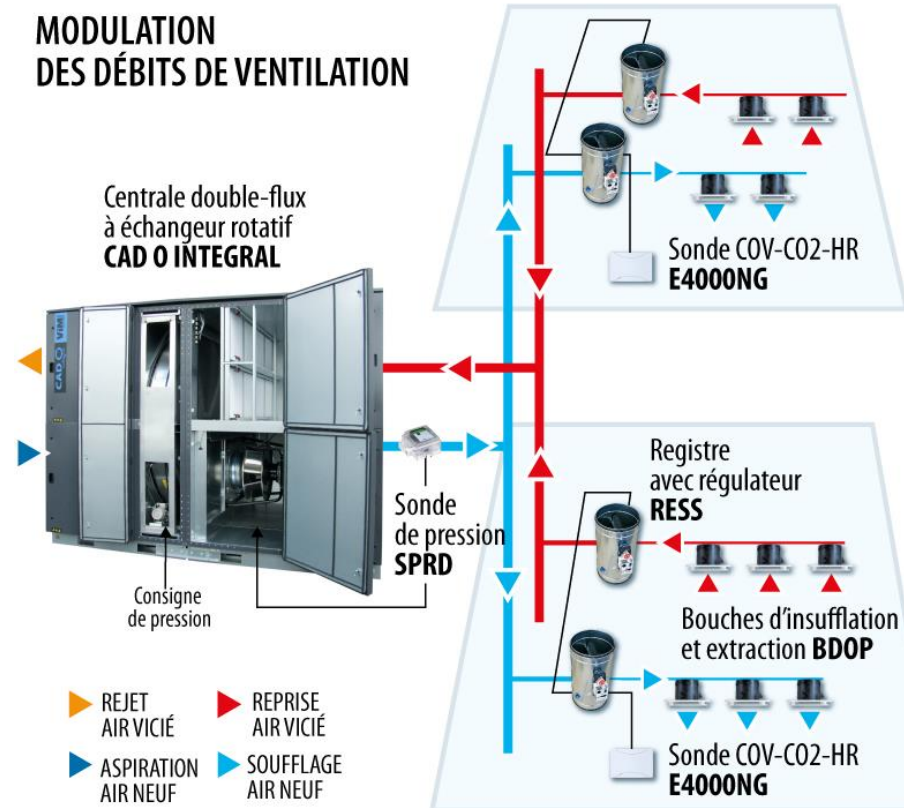 MODULATION
DES DÉBITS DE VENTILATION
Centrale double-flux
à échangeur rotatif
CAD O INTEGRAL
CAD O ViM
Sonde COV-CO2-HR
E4000NG
Registre
avec régulateur
RESS
Sonde
de pression
SPRD
Consigne
de pression
Bouches d'insufflation
et extraction BDOP
REJET
AIR VICIÉ
REPRISE
AIR VICIÉ
ASPIRATION
AIR NEUF
SOUFFLAGE
AIR NEUF
Sonde COV-CO2-HR
E4000NG